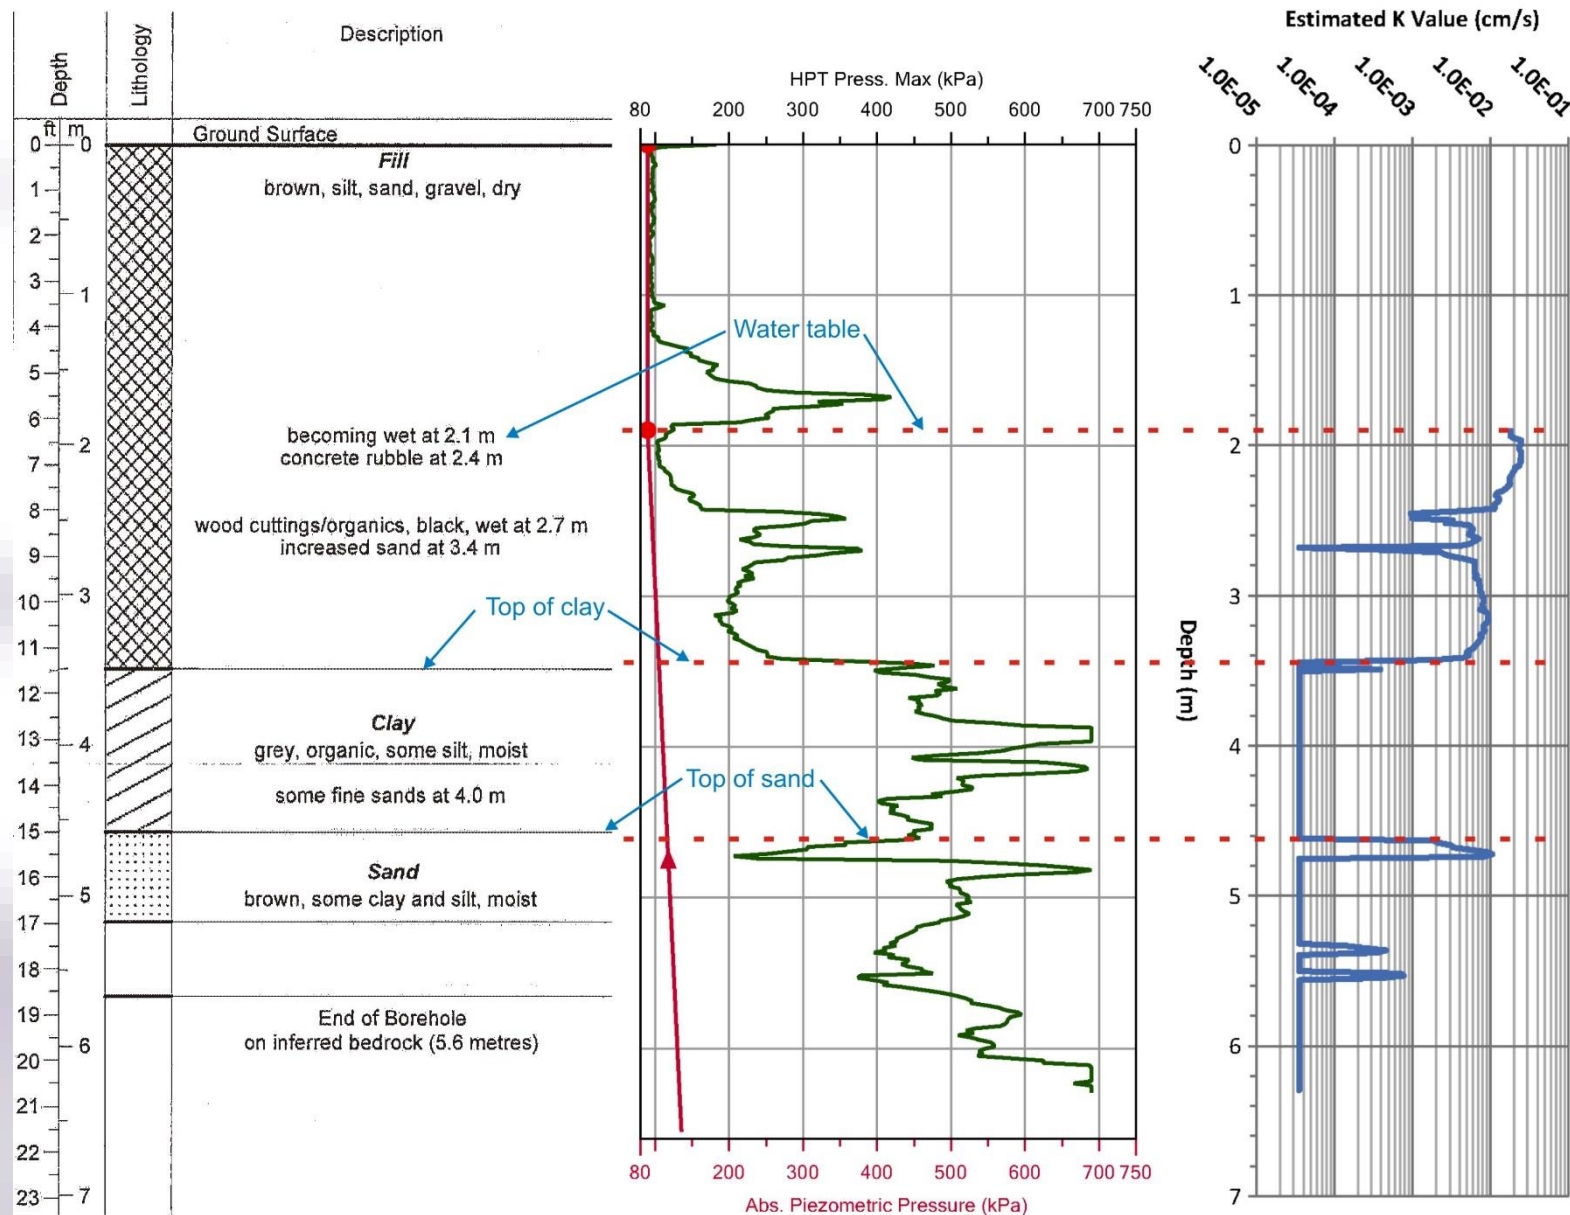 Depth
Lithology
Description
ft m
Ground Surface
0 0
Fill
brown, silt, sand, gravel, dry
becoming wet at 2.1 m
concrete rubble at 2.4 m
wood cuttings/organics, black, wet at 2.7 m
increased sand at 3.4 m
Clay
grey, organic, some silt, moist
some fine sands at 4.0 m
Sand
brown, some clay and silt, moist
End of Borehole
on inferred bedrock (5.6 metres)
1
2
3
4
5
6
7
8
9
10
11
12
13
14
15
16
17
18
19
20
21
22
23
1
2
3
4
5
6
7
HPT Press. Max (kPa)
80 200 300 400 500 600 700 750
Water table
Top of clay
Top of sand
80 200 300 400 500 600 700 750
Abs. Piezometric Pressure (kPa)
Estimated K Value (cm/s)
1.0E-05 1.0E-04 1.0E-03 1.0E-02 1.0E-01
Depth (m)
0
1
2
3
4
5
6
7